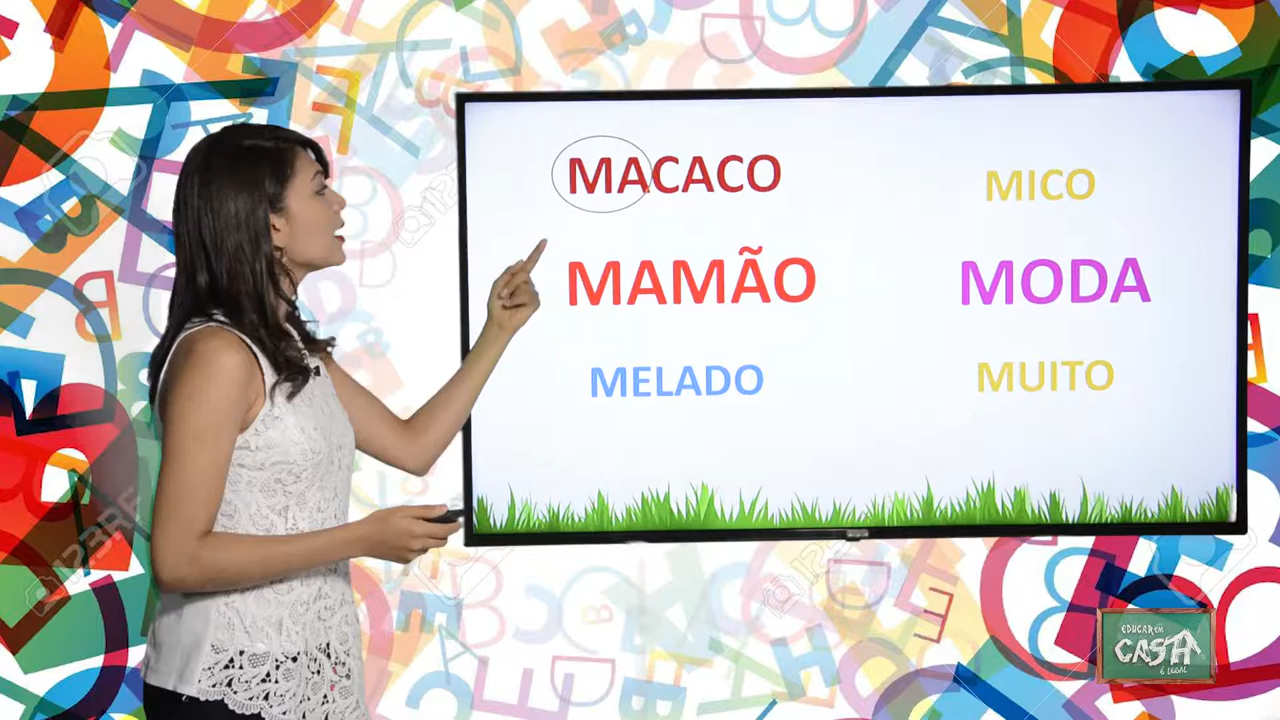 MACACO
MAMÃO
MELADO
MICO
MODA
MUITO
EDUCAR EM
CASA
É LEGAL